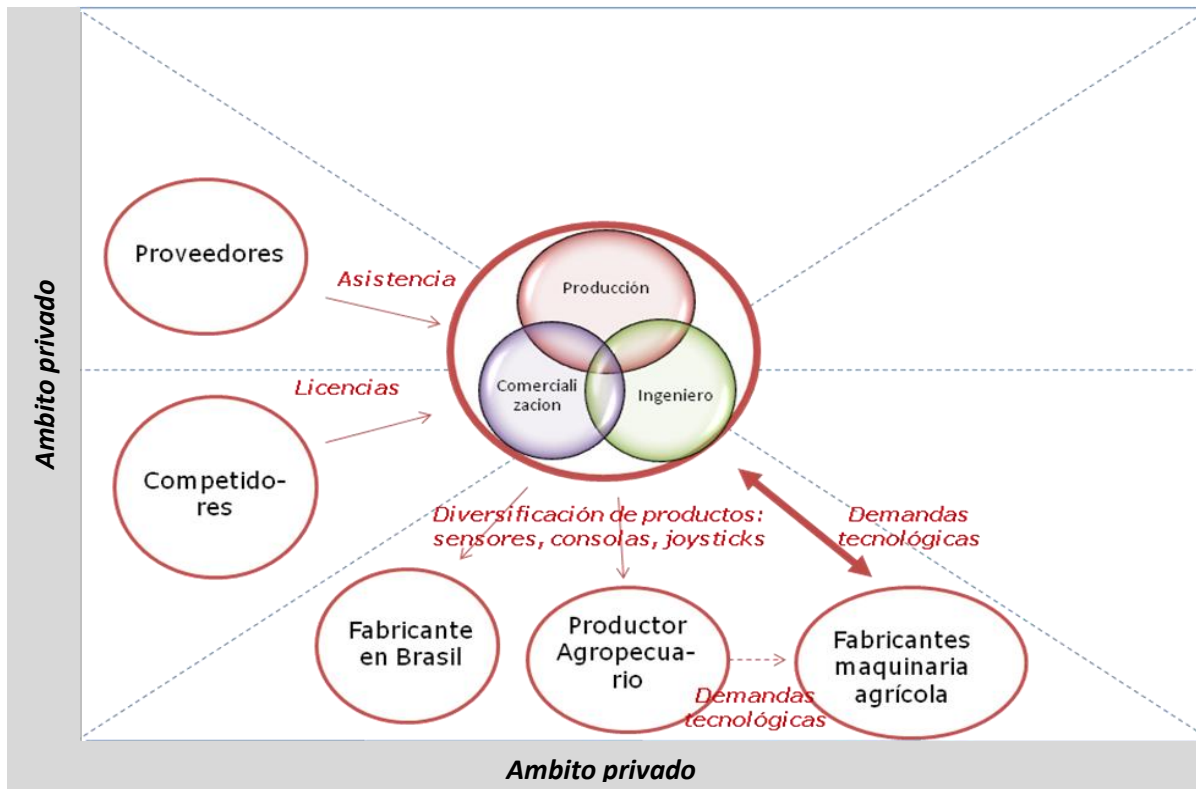 Ambito privado
Proveedores
Asistencia
Producción
Comerciali
zacion
Ingeniero
Licencias
Competido-
res
Diversificación de productos:
sensores, consolas, joysticks
Demandas
tecnológicas
Fabricante
en Brasil
Productor
Agropecua-
rio
Demandas
tecnológicas
Fabricantes
maquinaria
agrícola
Ambito privado